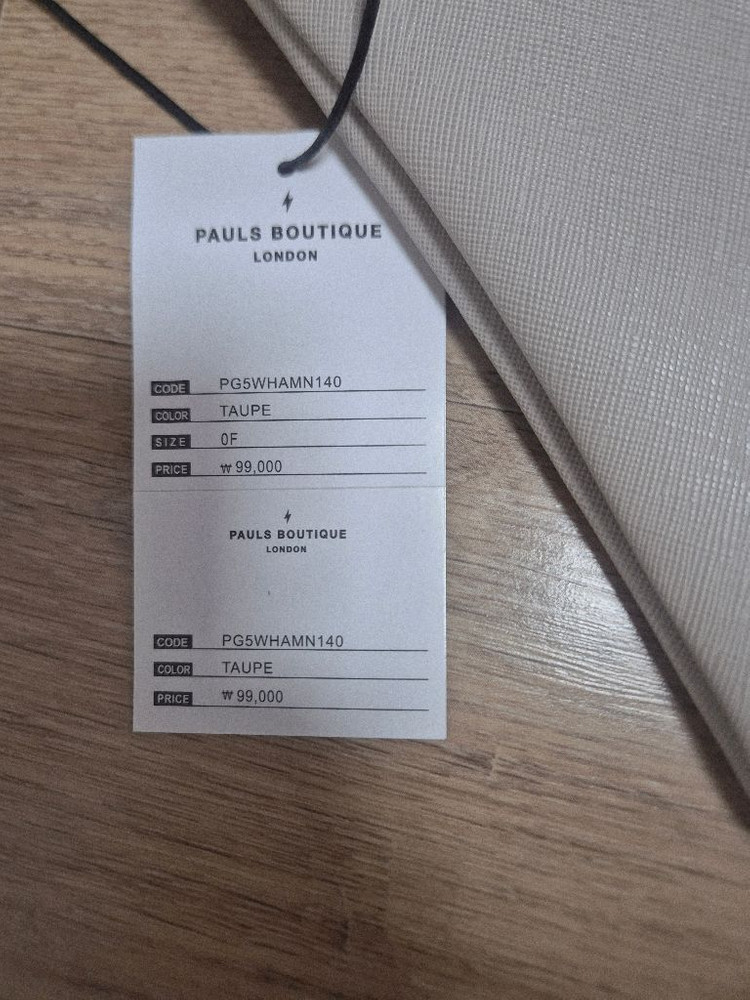 PAULS BOUTIQUE
LONDON
CODE PG5WHAMN140
COLOR TAUPE
SIZE 0F
PRICE ₩ 99,000
PAULS BOUTIQUE
LONDON
CODE PG5WHAMN140
COLOR TAUPE
PRICE ₩ 99,000